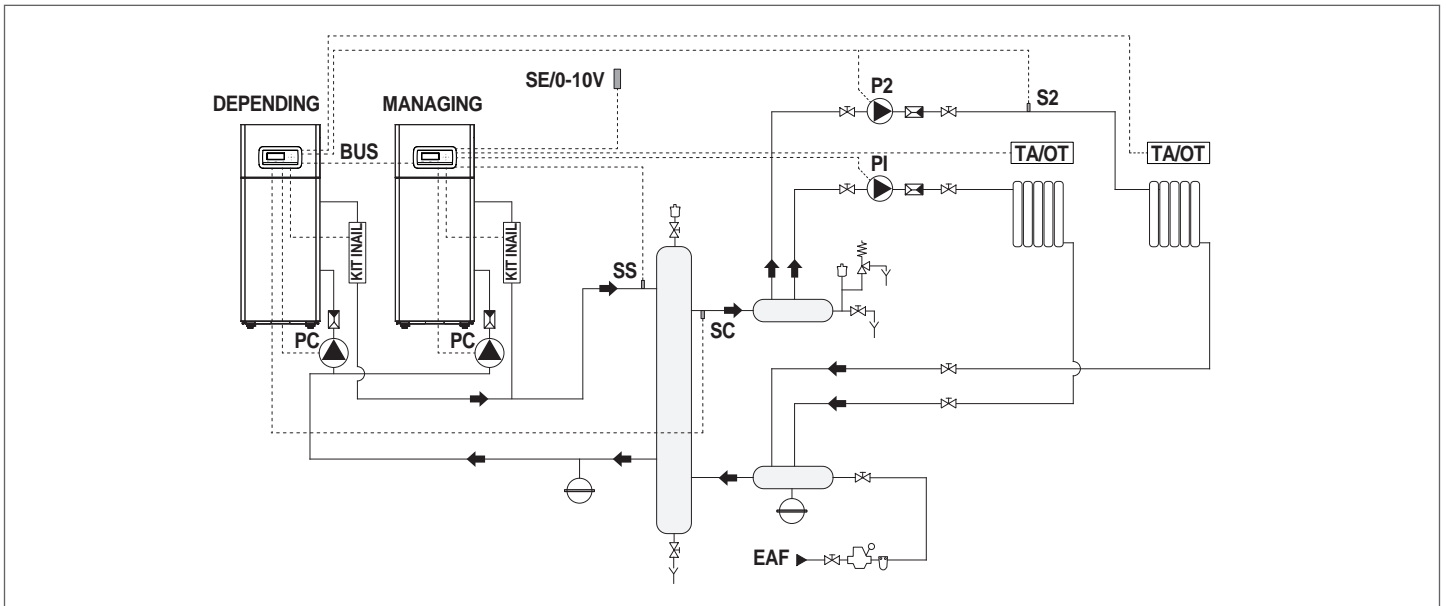 SE/0-10V
P2
S2
DEPENDING
MANAGING
BUS
TA/OT
TA/OT
PI
KIT INAIL
KIT INAIL
SS
SC
PC
PC
EAF